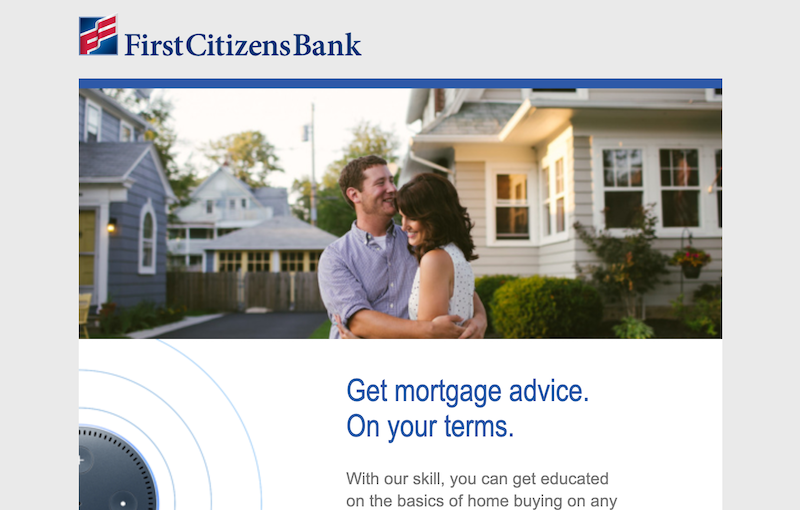 First Citizens Bank
Get mortgage advice.
On your terms.
With our skill, you can get educated
on the basics of home buying on any